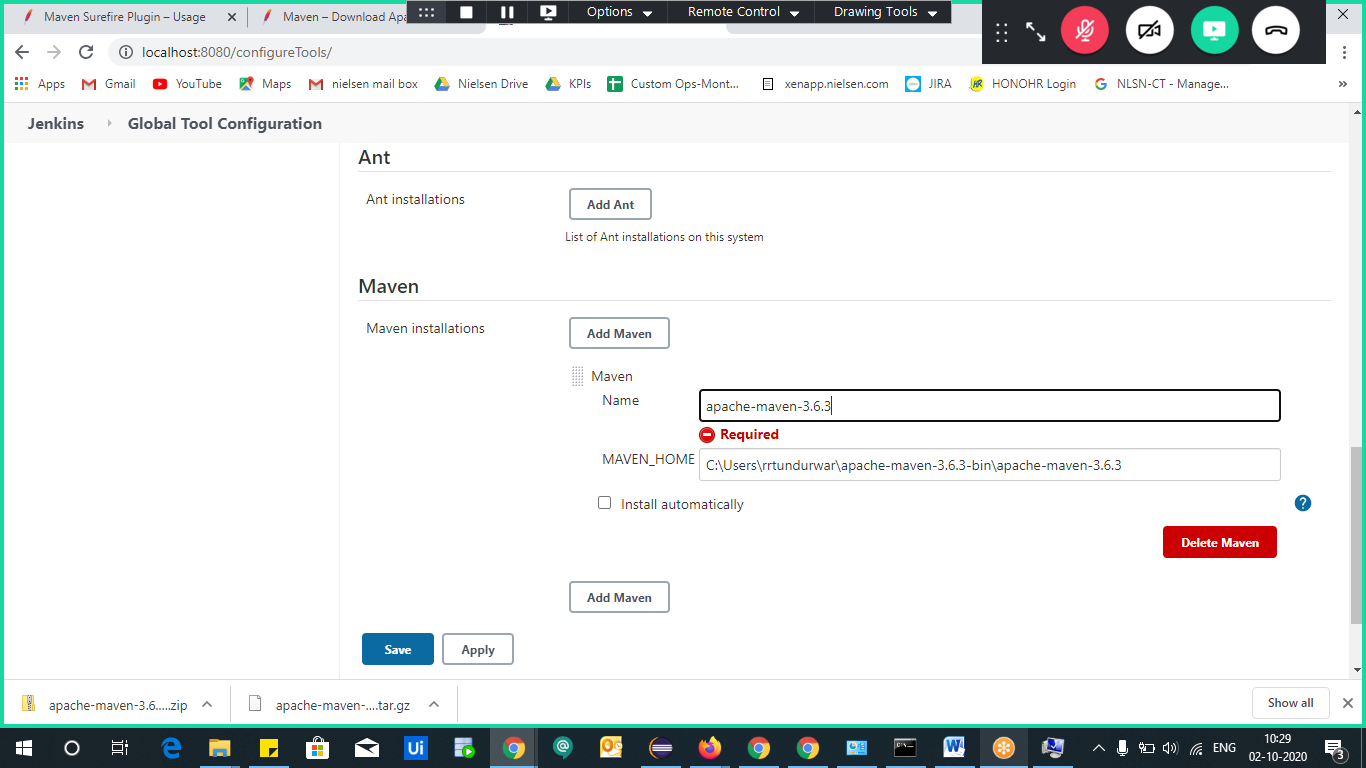 Maven Surefire Plugin – Usage
Maven – Download Apa
Options
Remote Control
Drawing Tools
localhost:8080/configureTools/
Apps
Gmail
YouTube
Maps
nielsen mail box
Nielsen Drive
KPIs
Custom Ops-Mont...
xenapp.nielsen.com
JIRA
HONOHR Login
NLSN-CT - Manage...
Jenkins
Global Tool Configuration
Ant
Ant installations
Add Ant
List of Ant installations on this system
Maven
Maven installations
Add Maven
Maven
Name
apache-maven-3.6.3
Required
MAVEN_HOME
C:\Users\rrtundurwar\apache-maven-3.6.3-bin\apache-maven-3.6.3
Install automatically
?
Delete Maven
Add Maven
Save
Apply
apache-maven-3.6.....zip
apache-maven-....tar.gz
Show all
Ui
ENG
10:29
02-10-2020
3